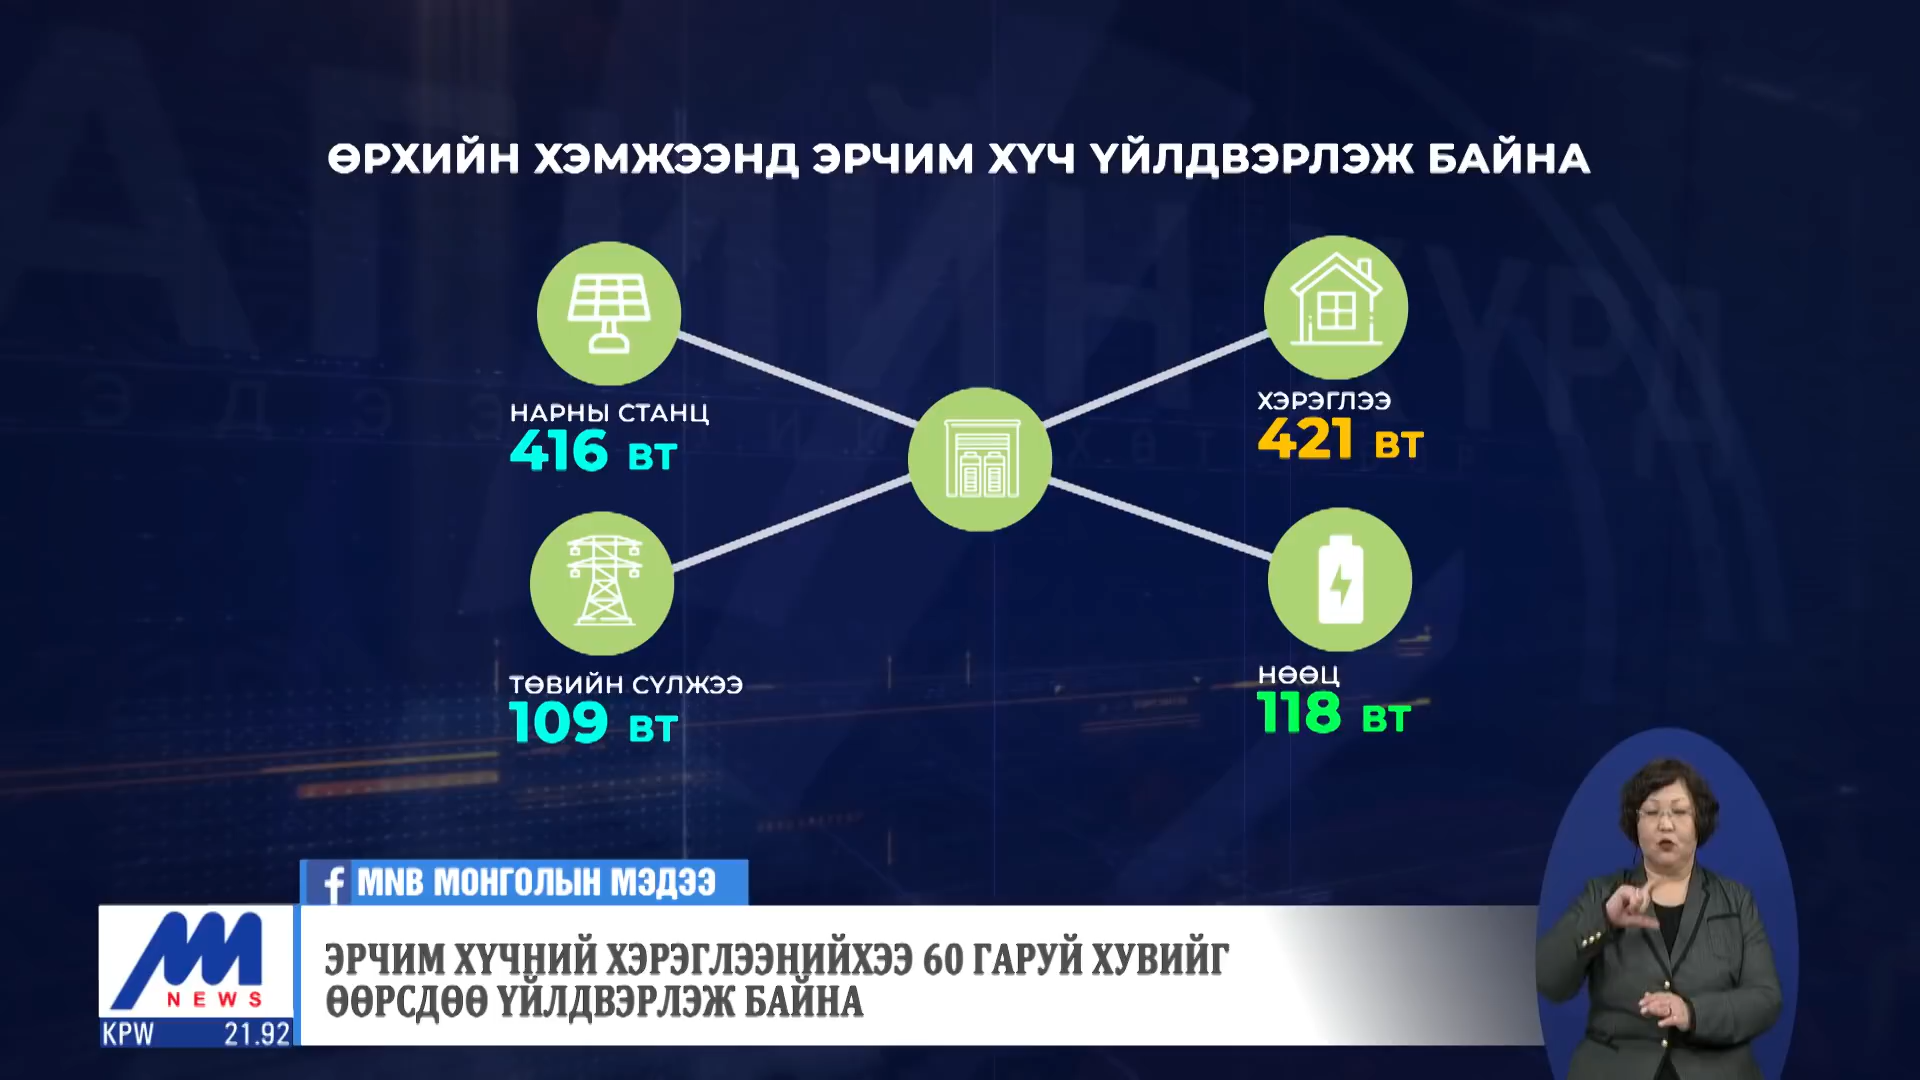 ӨРХИЙН ХЭМЖЭЭНД ЭРЧИМ ХҮЧ ҮЙЛДВЭРЛЭЖ БАЙНА
НАРНЫ СТАНЦ
416 ВТ
ХЭРЭГЛЭЭ
421 ВТ
ТӨВИЙН СҮЛЖЭЭ
109 ВТ
НӨӨЦ
118 ВТ
MNB МОНГОЛЫН МЭДЭЭ
NEWS
KPW 21.92
ЭРЧИМ ХҮЧНИЙ ХЭРЭГЛЭЭНИЙХЭЭ 60 ГАРУЙ ХУВИЙГ
ӨӨРСДӨӨ ҮЙЛДВЭРЛЭЖ БАЙНА